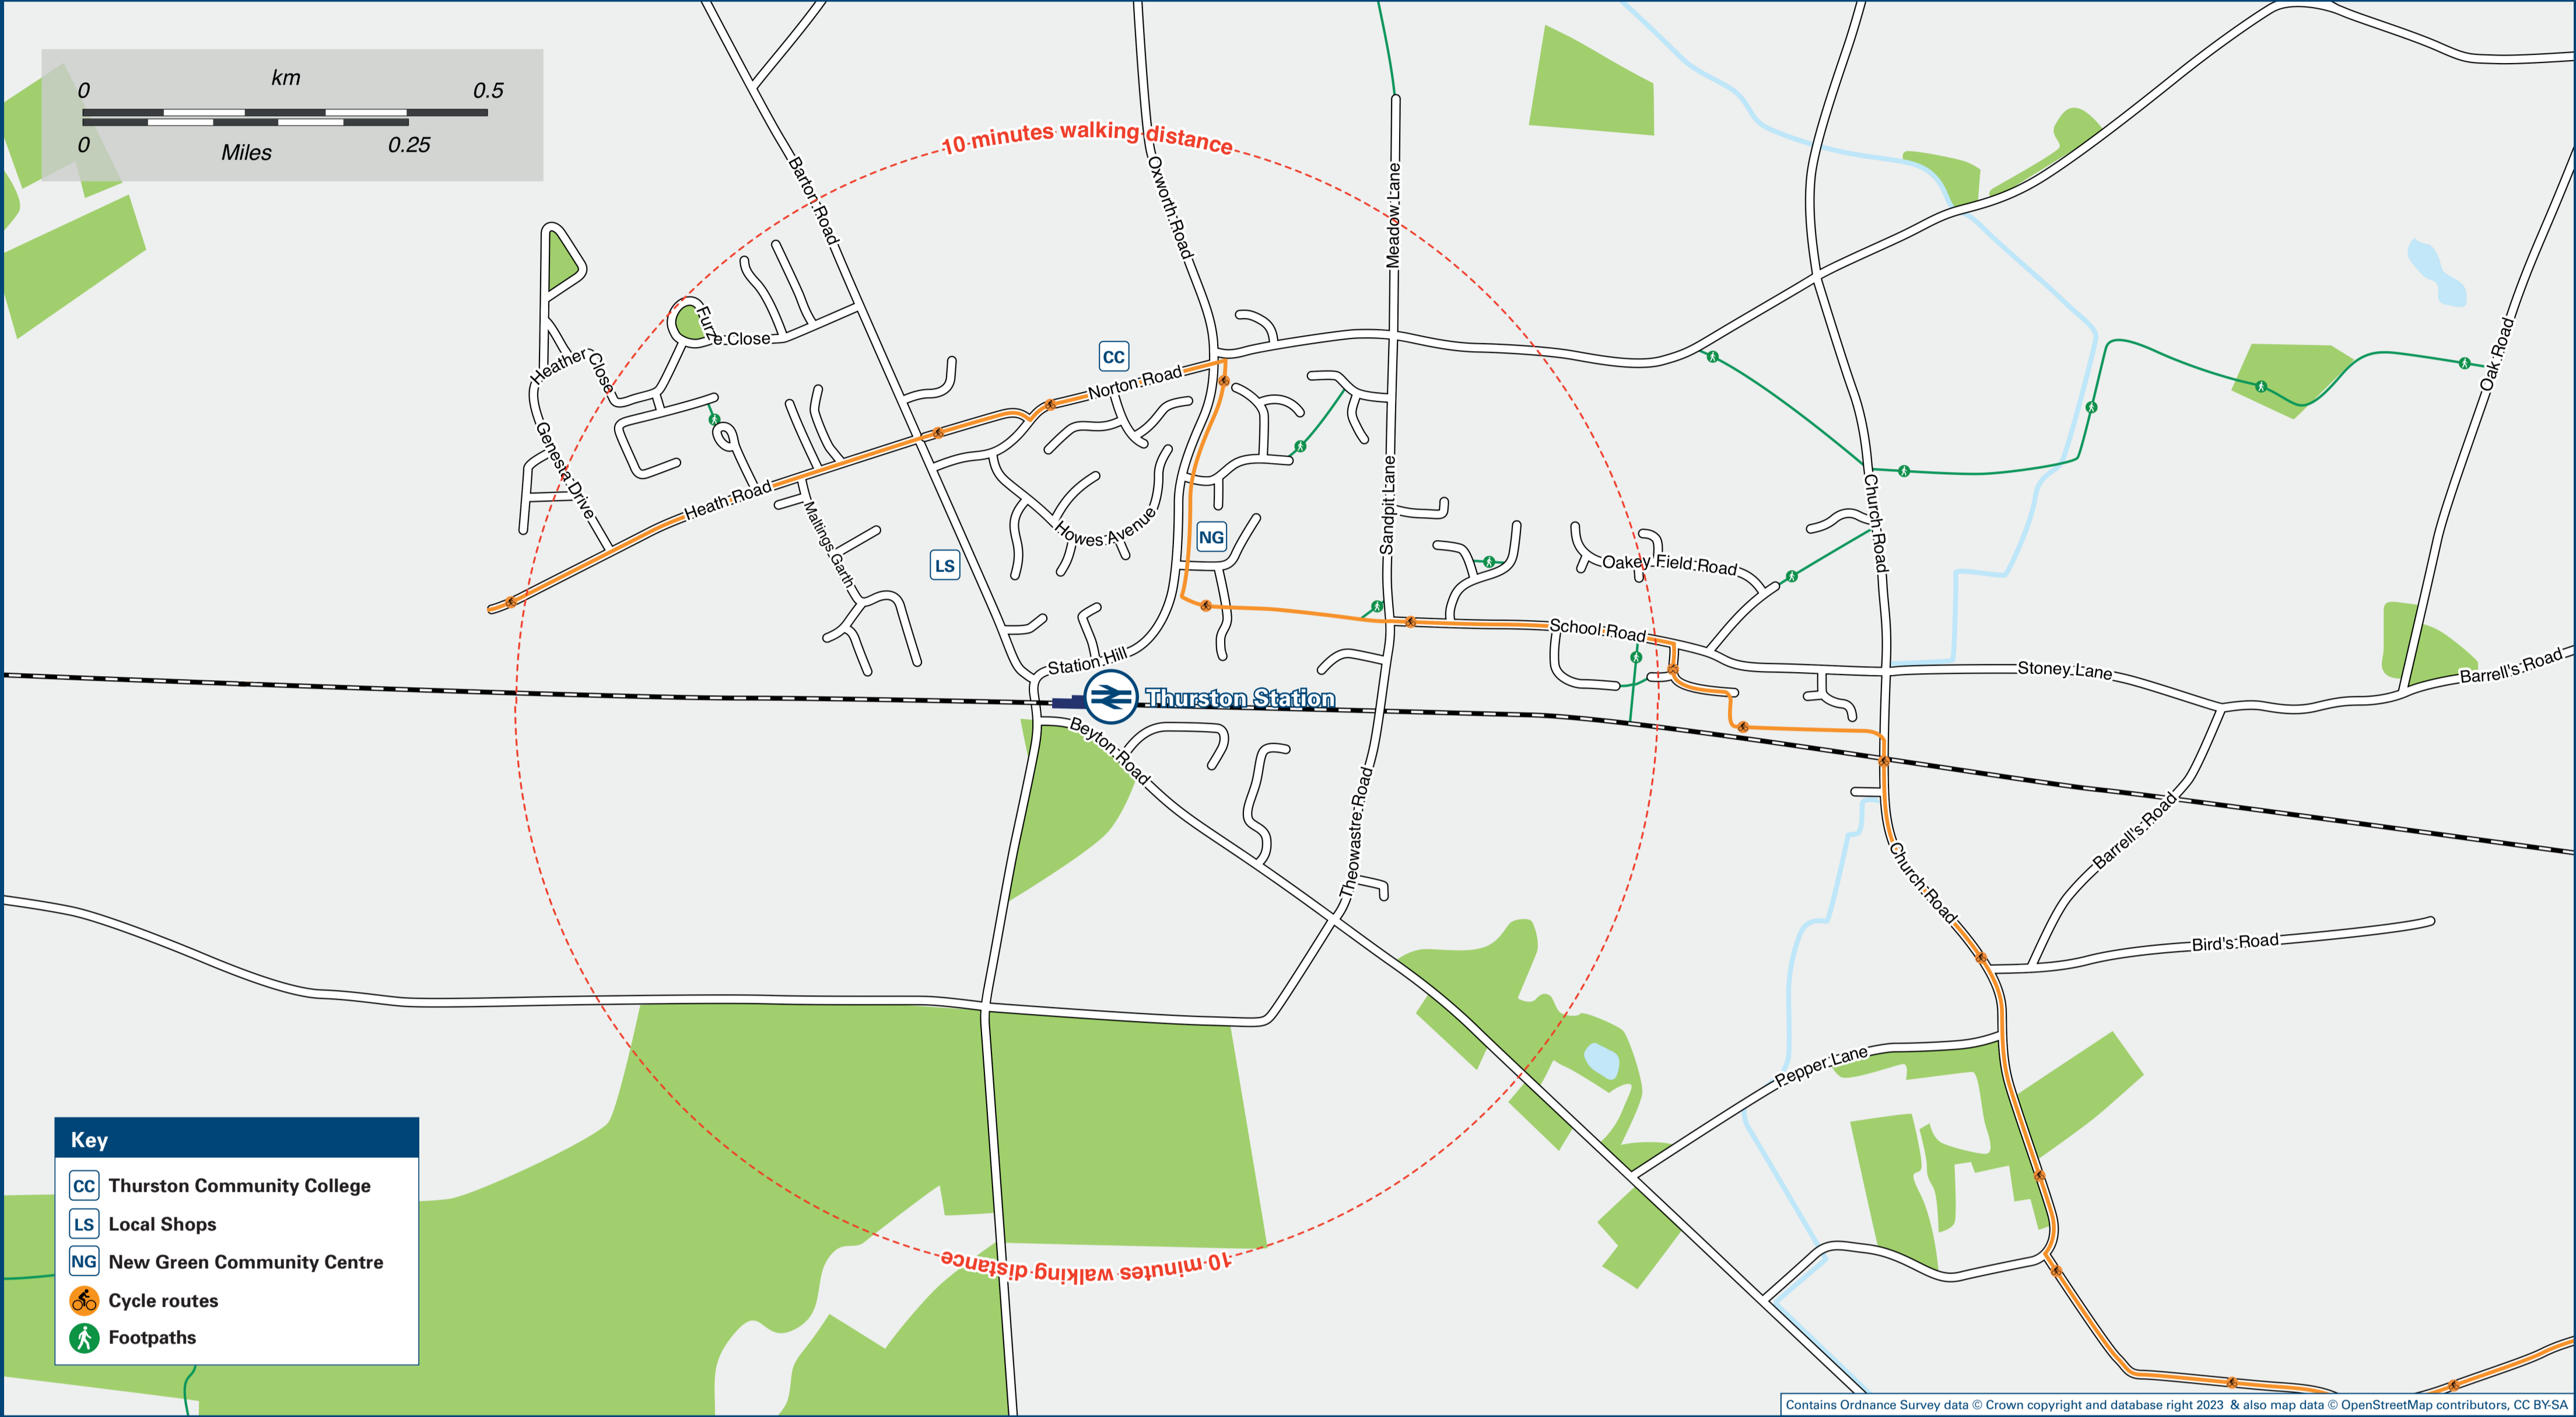 km
0 0.5
0 0.25
Miles
10 minutes walking distance
Barton Road
Oxworth Road
Meadow Lane
Furze Close
Heather Close
CC
Norton Road
Oak Road
Genesta Drive
Heath Road
Maltings Garth
Howes Avenue
NG
LS
Sandpit Lane
Church Road
Oakey Field Road
School Road
Station Hill
Stoney Lane
Barrell's Road
Thurston Station
Beyton Road
Theowastre Road
Barrell's Road
Church Road
Bird's Road
Pepper Lane
10 minutes walking distance
Key
CC Thurston Community College
LS Local Shops
NG New Green Community Centre
Cycle routes
Footpaths
Contains Ordnance Survey data © Crown copyright and database right 2023 & also map data © OpenStreetMap contributors, CC BY-SA